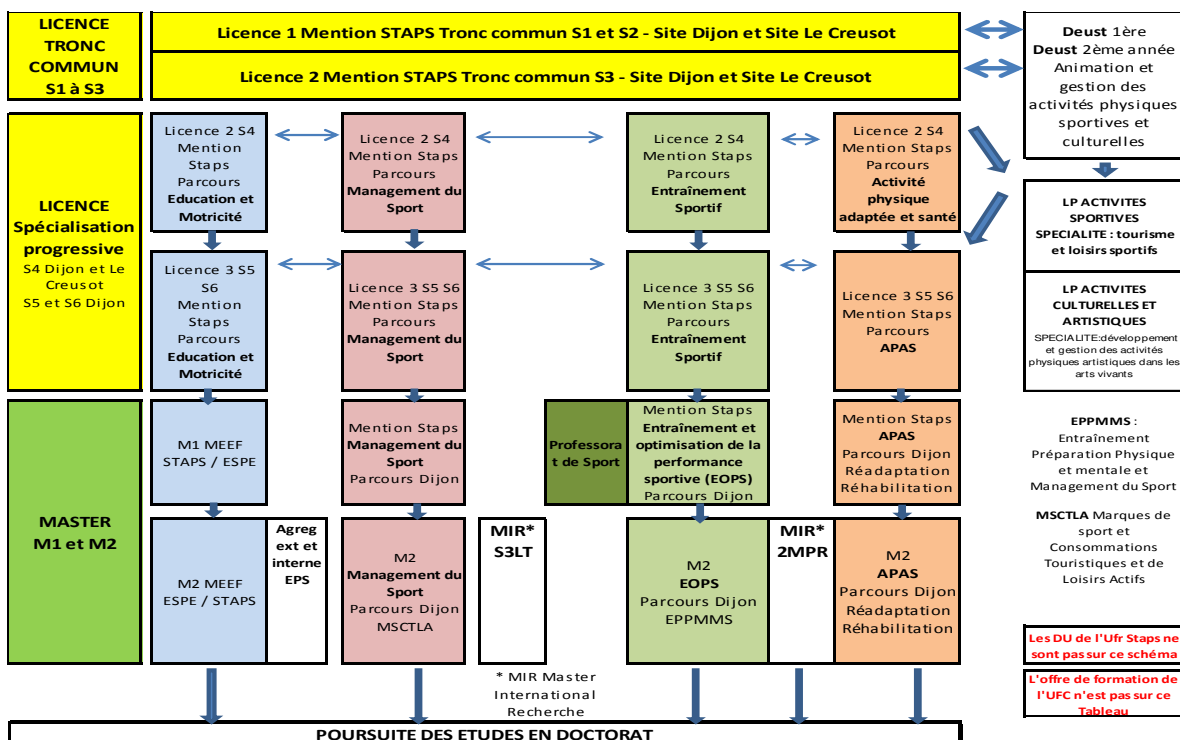 LICENCE
TRONC
COMMUN
S1 à S3
Licence 1 Mention STAPS Tronc commun S1 et S2 - Site Dijon et Site Le Creusot
Licence 2 Mention STAPS Tronc commun S3 - Site Dijon et Site Le Creusot
Deust 1ère
Deust 2ème année
Animation et
gestion des
activités physiques
sportives et
culturelles
LICENCE
Spécialisation
progressive
S4 Dijon et Le
Creusot
S5 et S6 Dijon
Licence 2 S4
Mention
Staps
Parcours
Education et
Motricité
Licence 2 S4
Mention Staps
Parcours
Management du
Sport
Licence 2 S4
Mention Staps
Parcours
Entraînement
Sportif
Licence 2 S4
Mention Staps
Parcours
Activité
physique
adaptée et santé
LP ACTIVITES
SPORTIVES
SPECIALITE : tourisme
et loisirs sportifs
Licence 3 S5
S6
Mention
Staps
Parcours
Education et
Motricité
Licence 3 S5 S6
Mention Staps
Parcours
Management du
Sport
Licence 3 S5 S6
Mention Staps
Parcours
Entraînement
Sportif
Licence 3 S5 S6
Mention Staps
Parcours
APAS
LP ACTIVITES
CULTURELLES ET
ARTISTIQUES
SPECIALITE:développement
et gestion des activités
physiques artistiques dans les
arts vivants
MASTER
M1 et M2
M1 MEEF
STAPS / ESPE
Mention Staps
Management du
Sport
Parcours Dijon
Professora
t de Sport
Mention Staps
Entraînement et
optimisation de la
performance
sportive (EOPS)
Parcours Dijon
Mention Staps
APAS
Parcours Dijon
Réadaptation
Réhabilitation
EPPMMS :
Entraînement
Préparation Physique
et mentale et
Management du Sport
MSCTLA Marques de
sport et
Consommations
Touristiques et de
Loisirs Actifs
M2 MEEF
ESPE / STAPS
Agreg
ext et
interne
EPS
M2
Management du
Sport
Parcours Dijon
MSCTLA
MIR*
S3LT
M2
EOPS
Parcours Dijon
EPPMMS
MIR*
2MPR
M2
APAS
Parcours Dijon
Réadaptation
Réhabilitation
Les DU de l'Ufr Staps ne
sont pas sur ce schéma
L'offre de formation de
l'UFC n'est pas sur ce
Tableau
* MIR Master
International
Recherche
POURSUITE DES ETUDES EN DOCTORAT